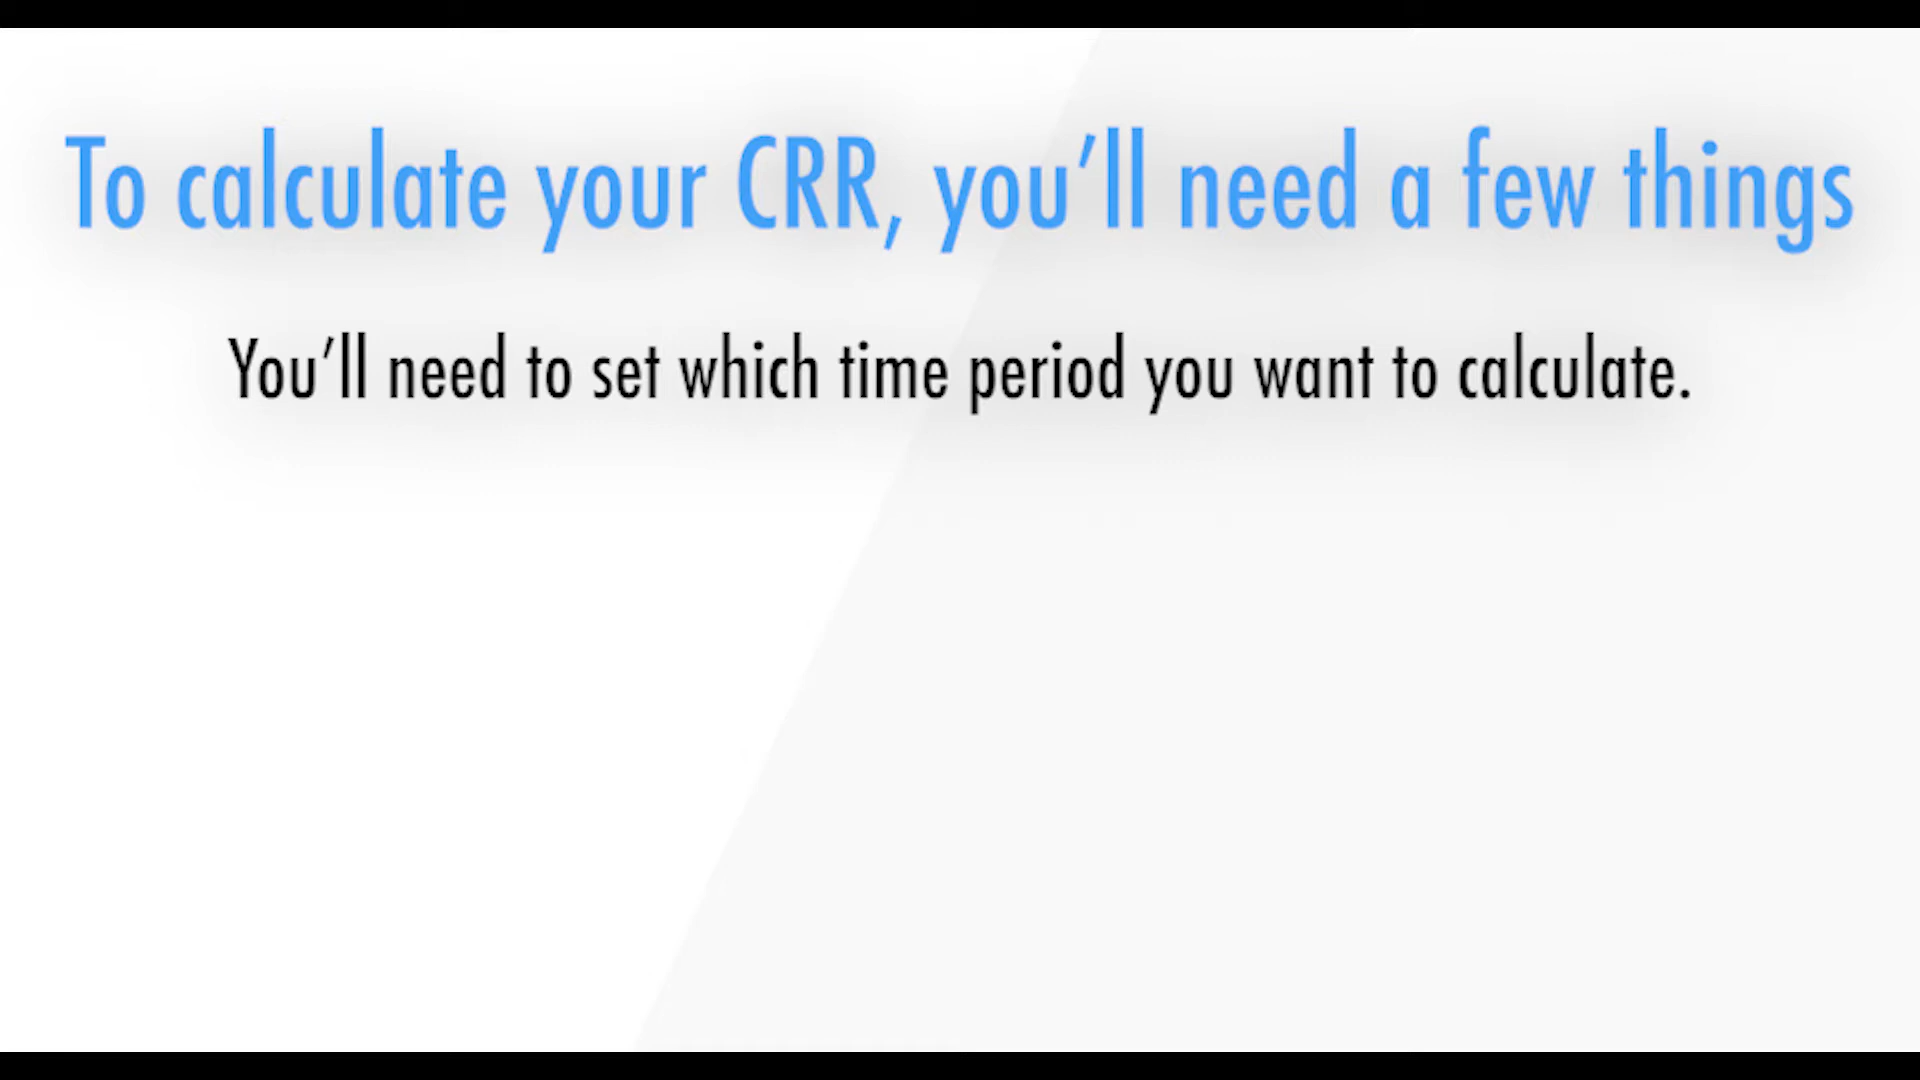 To calculate your CRR, you’ll need a few things
You’ll need to set which time period you want to calculate.